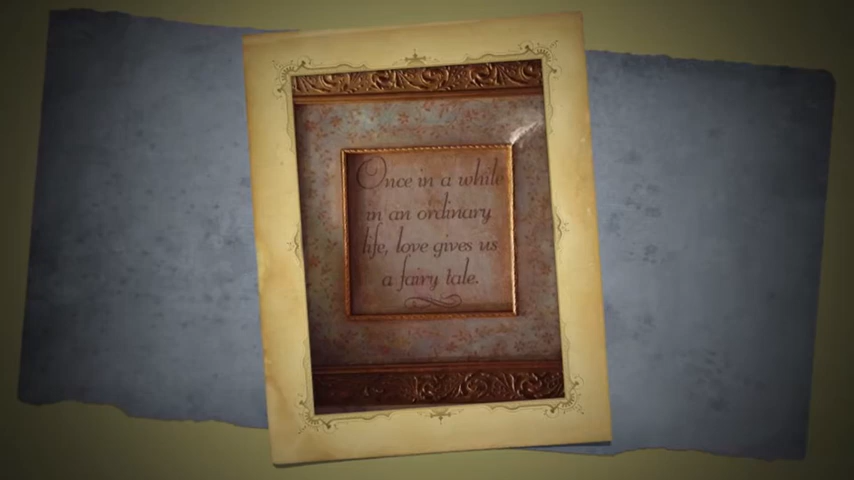 Once in a while
in an ordinary
life, love gives us
a fairy tale.